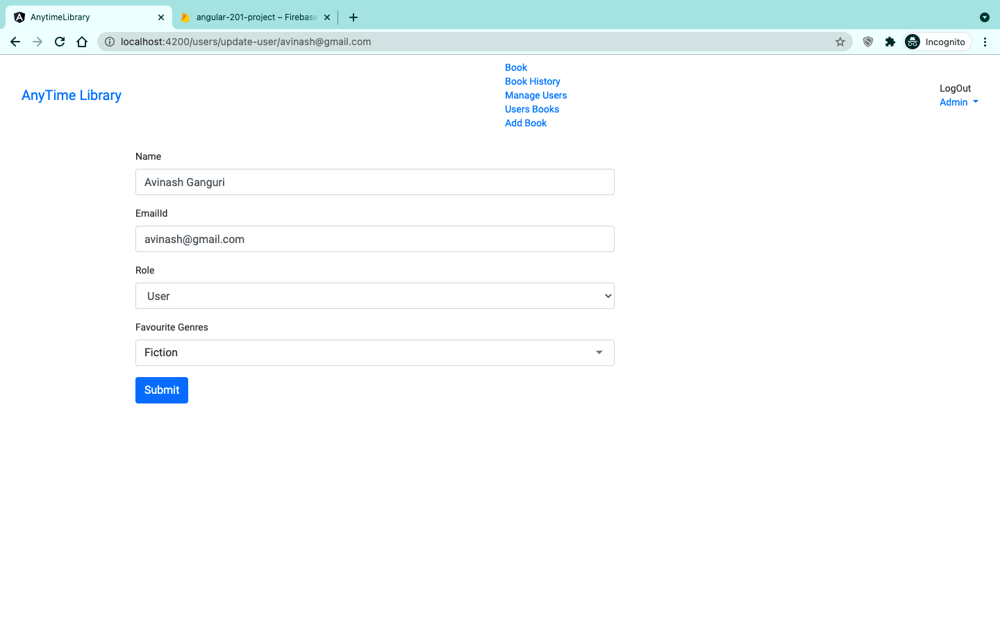 AnytimeLibrary
angular-201-project – Firebase
localhost:4200/users/update-user/avinash@gmail.com
Incognito
AnyTime Library
Book
Book History
Manage Users
Users Books
Add Book
LogOut
Admin
Name
Avinash Ganguri
EmailId
avinash@gmail.com
Role
User
Favourite Genres
Fiction
Submit